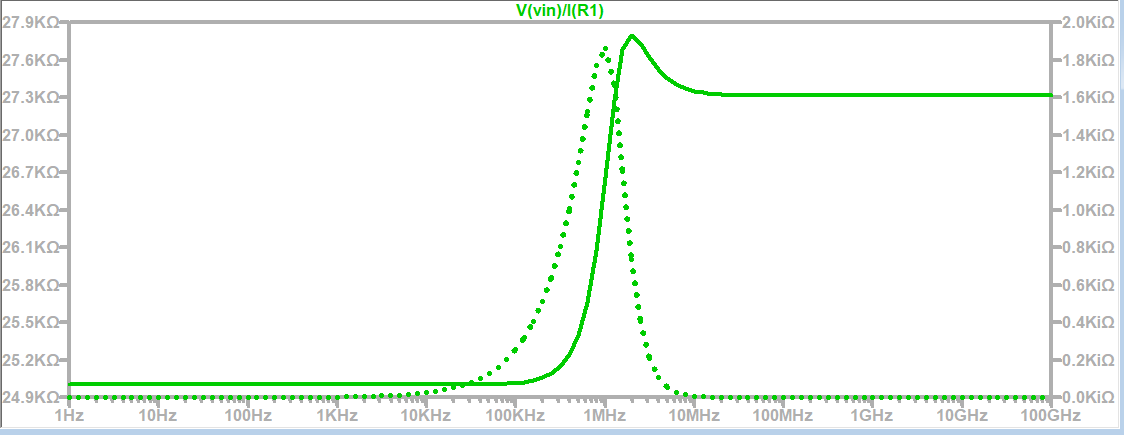 V(vin)/I(R1)
27.9KΩ 2.0KiΩ
27.6KΩ 1.8KiΩ
27.3KΩ 1.6KiΩ
27.0KΩ 1.4KiΩ
26.7KΩ 1.2KiΩ
26.4KΩ 1.0KiΩ
26.1KΩ 0.8KiΩ
25.8KΩ 0.6KiΩ
25.5KΩ 0.4KiΩ
25.2KΩ 0.2KiΩ
24.9KΩ 0.0KiΩ
1Hz 10Hz 100Hz 1KHz 10KHz 100KHz 1MHz 10MHz 100MHz 1GHz 10GHz 100GHz